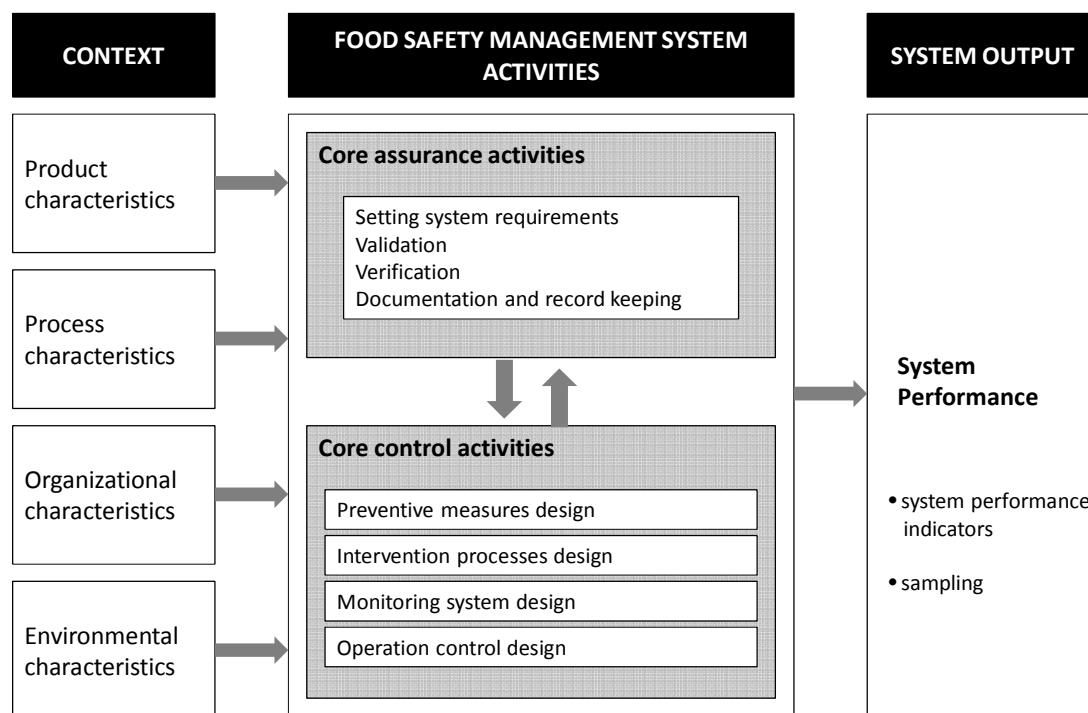 CONTEXT
FOOD SAFETY MANAGEMENT SYSTEM
ACTIVITIES
SYSTEM OUTPUT
Product
characteristics
Process
characteristics
Organizational
characteristics
Environmental
characteristics
Core assurance activities
Setting system requirements
Validation
Verification
Documentation and record keeping
Core control activities
Preventive measures design
Intervention processes design
Monitoring system design
Operation control design
System
Performance
• system performance
indicators
• sampling